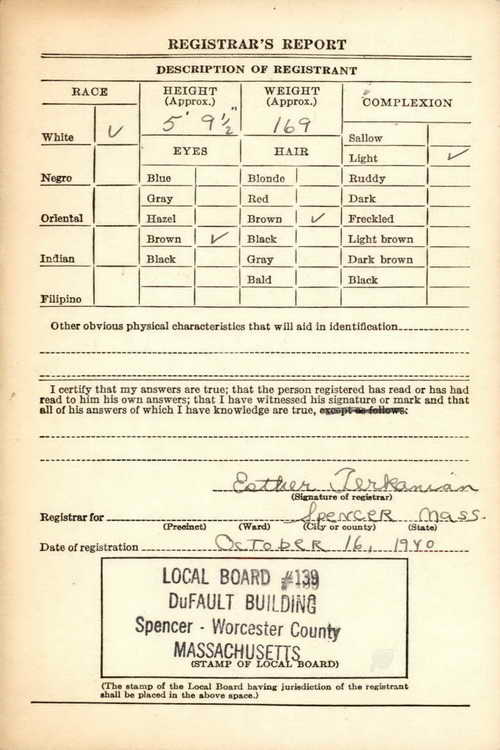 REGISTRAR'S REPORT
DESCRIPTION OF REGISTRANT
RACE
HEIGHT
(Approx.)
WEIGHT
(Approx.)
COMPLEXION
5' 9½"
169
White ✓
Sallow
EYES
HAIR
Light ✓
Negro
Blue
Blonde
Ruddy
Gray
Red
Dark
Oriental
Hazel
Brown ✓
Freckled
Brown ✓
Black
Light brown
Indian
Black
Gray
Dark brown
Bald
Black
Filipino
Other obvious physical characteristics that will aid in identification
I certify that my answers are true; that the person registered has read or has had
read to him his own answers; that I have witnessed his signature or mark and that
all of his answers of which I have knowledge are true, except as follows:
Esther Terkanian
(Signature of registrar)
Registrar for Spencer Mass.
(Precinct) (Ward) (City or county) (State)
Date of registration October 16, 1940
LOCAL BOARD #139
DuFAULT BUILDING
Spencer - Worcester County
MASSACHUSETTS
(STAMP OF LOCAL BOARD)
(The stamp of the Local Board having jurisdiction of the registrant
shall be placed in the above space.)